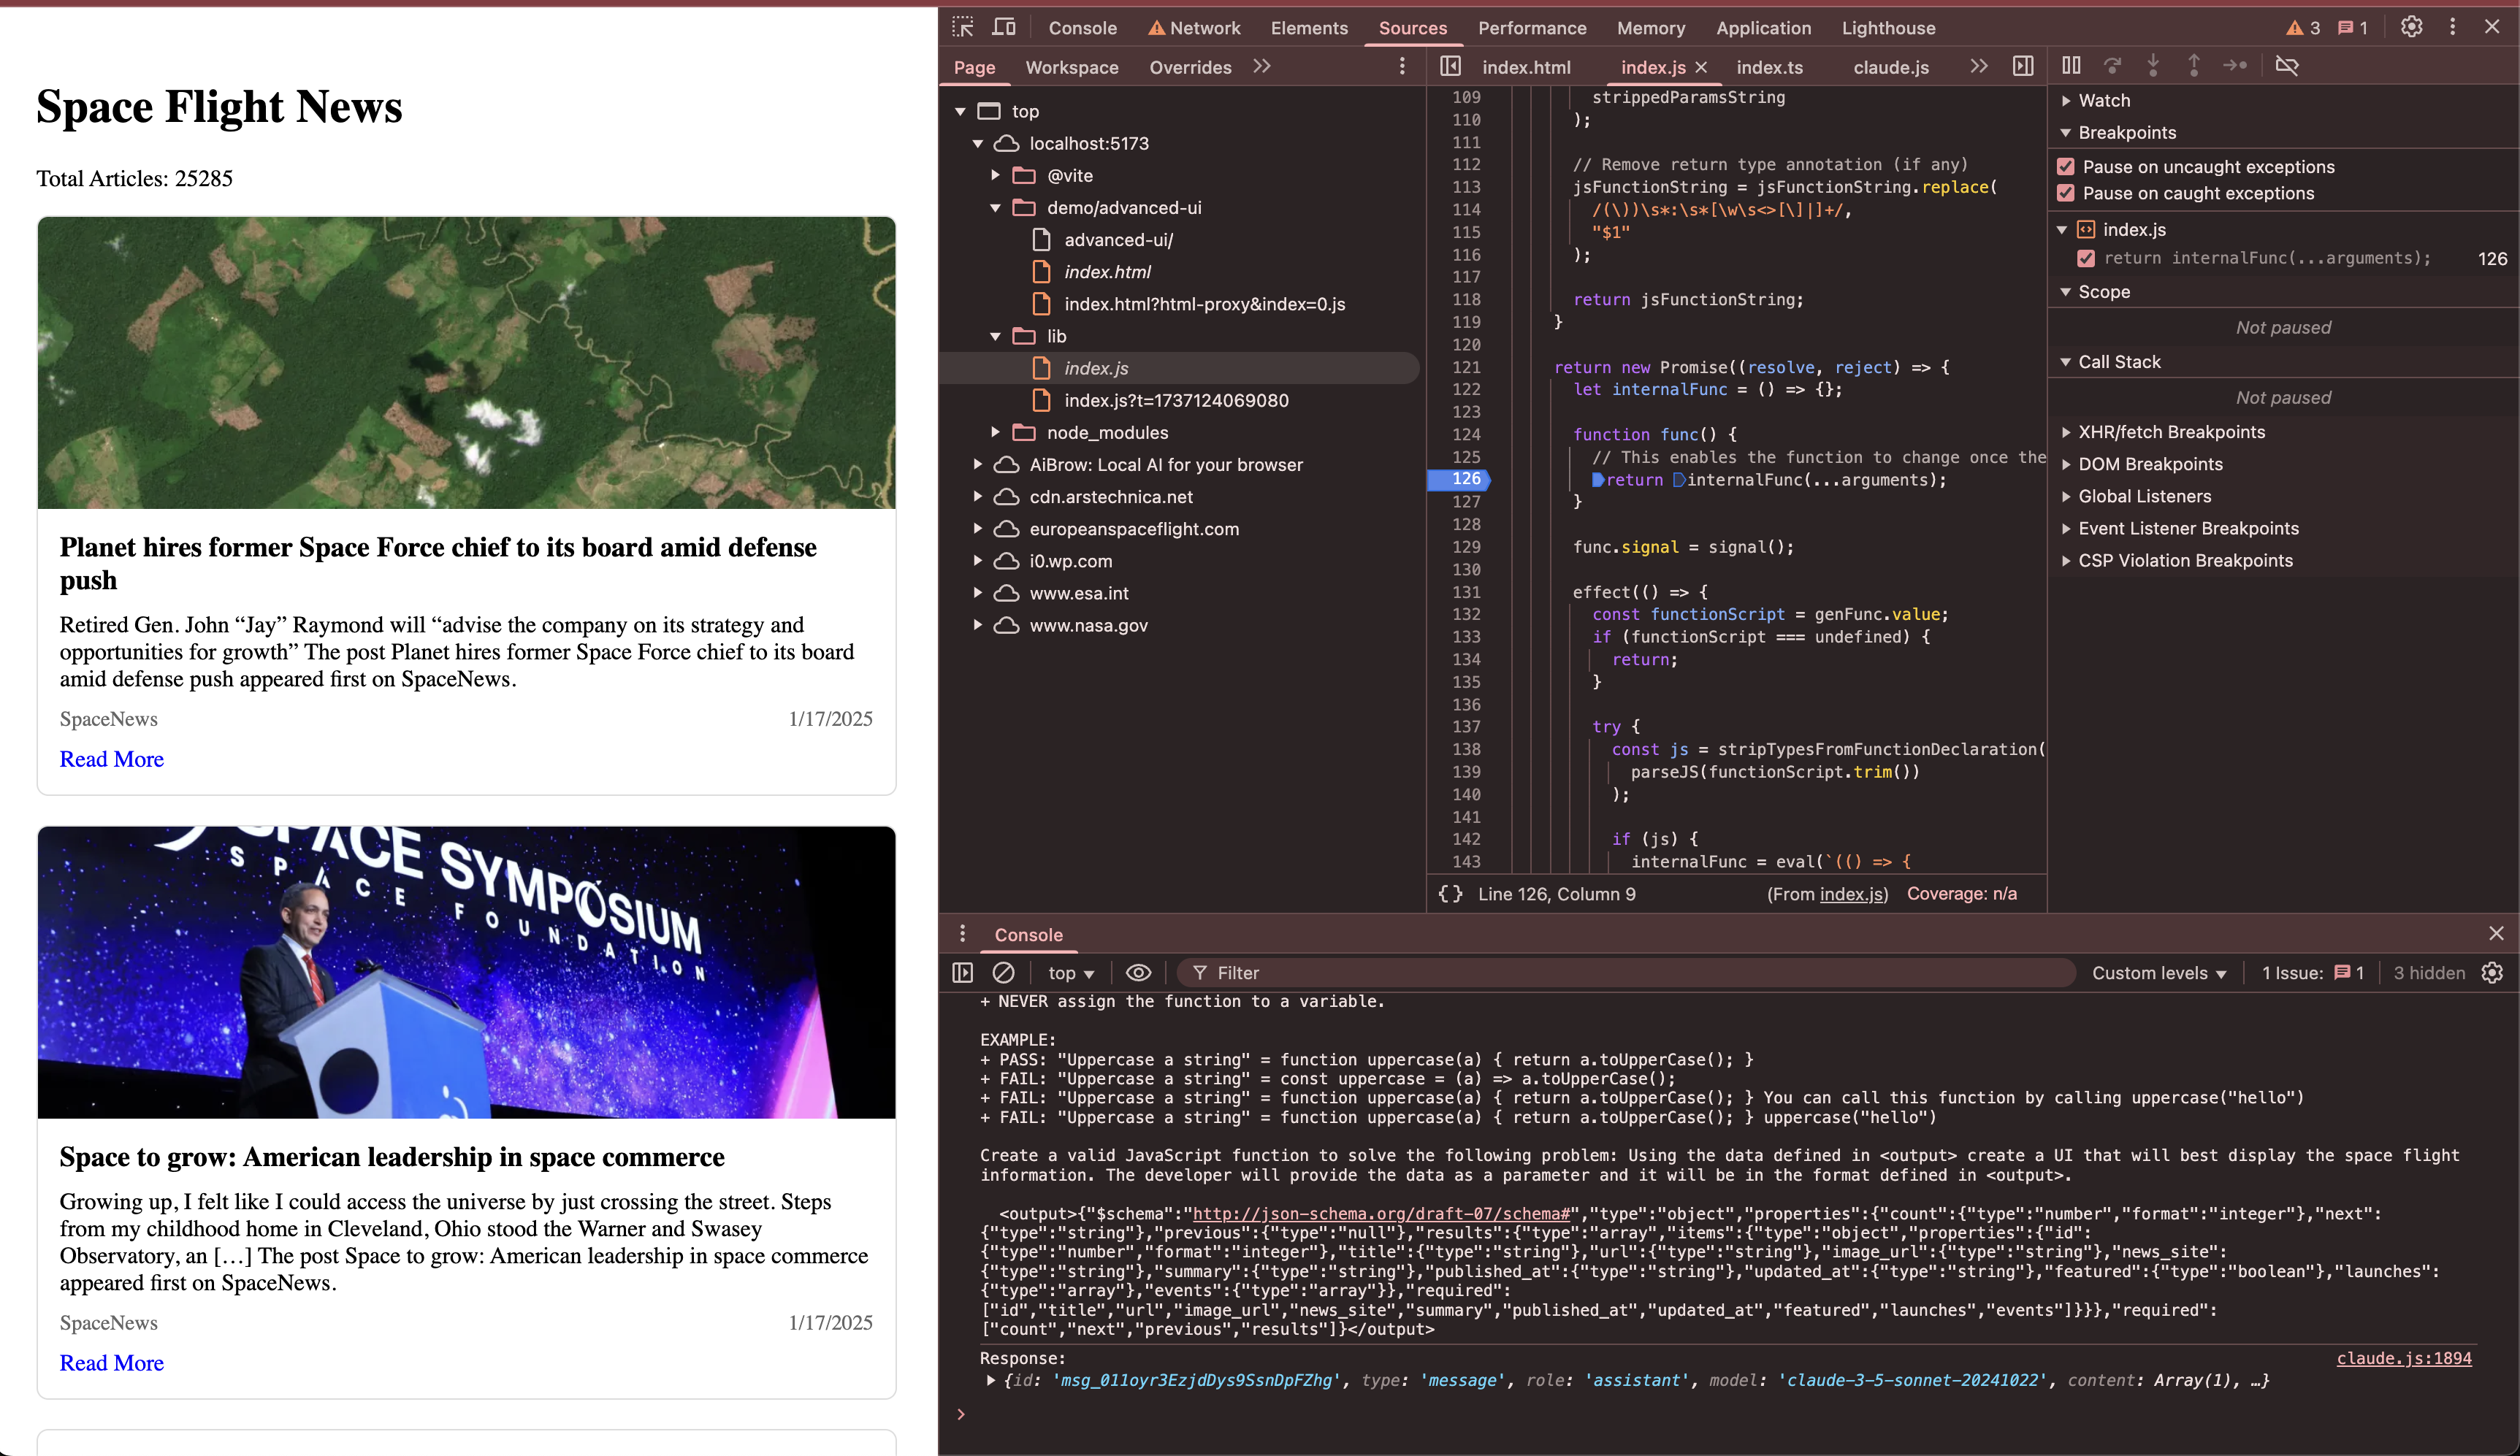 Space Flight News
Total Articles: 25285
Planet hires former Space Force chief to its board amid defense
push
Retired Gen. John “Jay” Raymond will “advise the company on its strategy and
opportunities for growth” The post Planet hires former Space Force chief to its board
amid defense push appeared first on SpaceNews.
SpaceNews 1/17/2025
Read More
SPACE SYMPOSIUM
SPACE FOUNDATION
Space to grow: American leadership in space commerce
Growing up, I felt like I could access the universe by just crossing the street. Steps
from my childhood home in Cleveland, Ohio stood the Warner and Swasey
Observatory, an […] The post Space to grow: American leadership in space commerce
appeared first on SpaceNews.
SpaceNews 1/17/2025
Read More
Console Network Elements Sources Performance Memory Application Lighthouse 3 1
Page Workspace Overrides
top
localhost:5173
@vite
demo/advanced-ui
advanced-ui/
index.html
index.html?html-proxy&index=0.js
lib
index.js
index.js?t=1737124069080
node_modules
AiBrow: Local AI for your browser
cdn.arstechnica.net
europeanspaceflight.com
i0.wp.com
www.esa.int
www.nasa.gov
index.html index.js index.ts claude.js
109 strippedParamsString
110 );
111
112 // Remove return type annotation (if any)
113 jsFunctionString = jsFunctionString.replace(
114 /(\))\s*:\s*[\w\s<>[\]|]+/,
115 "$1"
116 );
117
118 return jsFunctionString;
119 }
120
121 return new Promise((resolve, reject) => {
122 let internalFunc = () => {};
123
124 function func() {
125 // This enables the function to change once the
126 return internalFunc(...arguments);
127 }
128
129 func.signal = signal();
130
131 effect(() => {
132 const functionScript = genFunc.value;
133 if (functionScript === undefined) {
134 return;
135 }
136
137 try {
138 const js = stripTypesFromFunctionDeclaration(
139 parseJS(functionScript.trim())
140 );
141
142 if (js) {
143 internalFunc = eval(`(() => {
{} Line 126, Column 9 (From index.js) Coverage: n/a
Watch
Breakpoints
Pause on uncaught exceptions
Pause on caught exceptions
index.js
return internalFunc(...arguments); 126
Scope
Not paused
Call Stack
Not paused
XHR/fetch Breakpoints
DOM Breakpoints
Global Listeners
Event Listener Breakpoints
CSP Violation Breakpoints
Console
top Filter Custom levels 1 Issue: 1 3 hidden
+ NEVER assign the function to a variable.
EXAMPLE:
+ PASS: "Uppercase a string" = function uppercase(a) { return a.toUpperCase(); }
+ FAIL: "Uppercase a string" = const uppercase = (a) => a.toUpperCase();
+ FAIL: "Uppercase a string" = function uppercase(a) { return a.toUpperCase(); } You can call this function by calling uppercase("hello")
+ FAIL: "Uppercase a string" = function uppercase(a) { return a.toUpperCase(); } uppercase("hello")
Create a valid JavaScript function to solve the following problem: Using the data defined in <output> create a UI that will best display the space flight
information. The developer will provide the data as a parameter and it will be in the format defined in <output>.
<output>{"$schema":"http://json-schema.org/draft-07/schema#","type":"object","properties":{"count":{"type":"number","format":"integer"},"next":
{"type":"string"},"previous":{"type":"null"},"results":{"type":"array","items":{"type":"object","properties":{"id":
{"type":"number","format":"integer"},"title":{"type":"string"},"url":{"type":"string"},"image_url":{"type":"string"},"news_site":
{"type":"string"},"summary":{"type":"string"},"published_at":{"type":"string"},"updated_at":{"type":"string"},"featured":{"type":"boolean"},"launches":
{"type":"array"},"events":{"type":"array"}},"required":
["id","title","url","image_url","news_site","summary","published_at","updated_at","featured","launches","events"]}}},"required":
["count","next","previous","results"]}</output>
Response: claude.js:1894
{id: 'msg_011oyr3EzjdDys9SsnDpFZhg', type: 'message', role: 'assistant', model: 'claude-3-5-sonnet-20241022', content: Array(1), …}